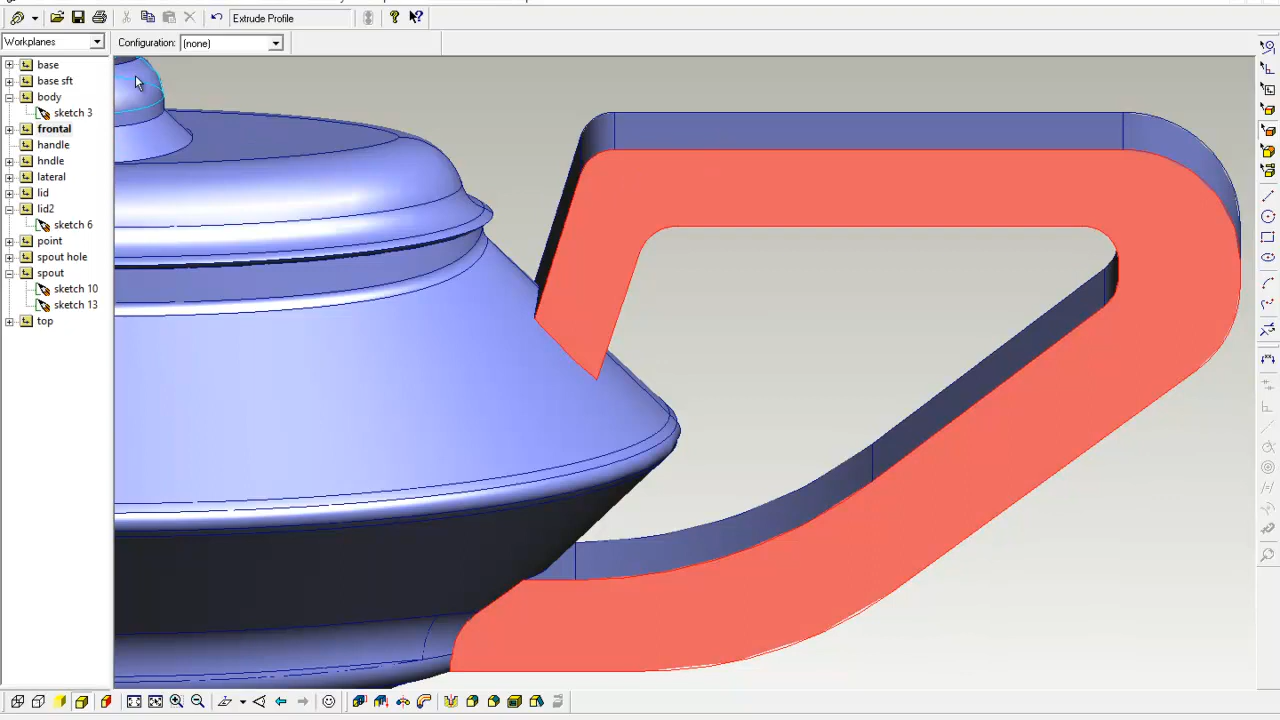 Extrude Profile
Workplanes
Configuration: (none)
base
base sft
body
sketch 3
frontal
handle
hndle
lateral
lid
lid2
sketch 6
point
spout hole
spout
sketch 10
sketch 13
top